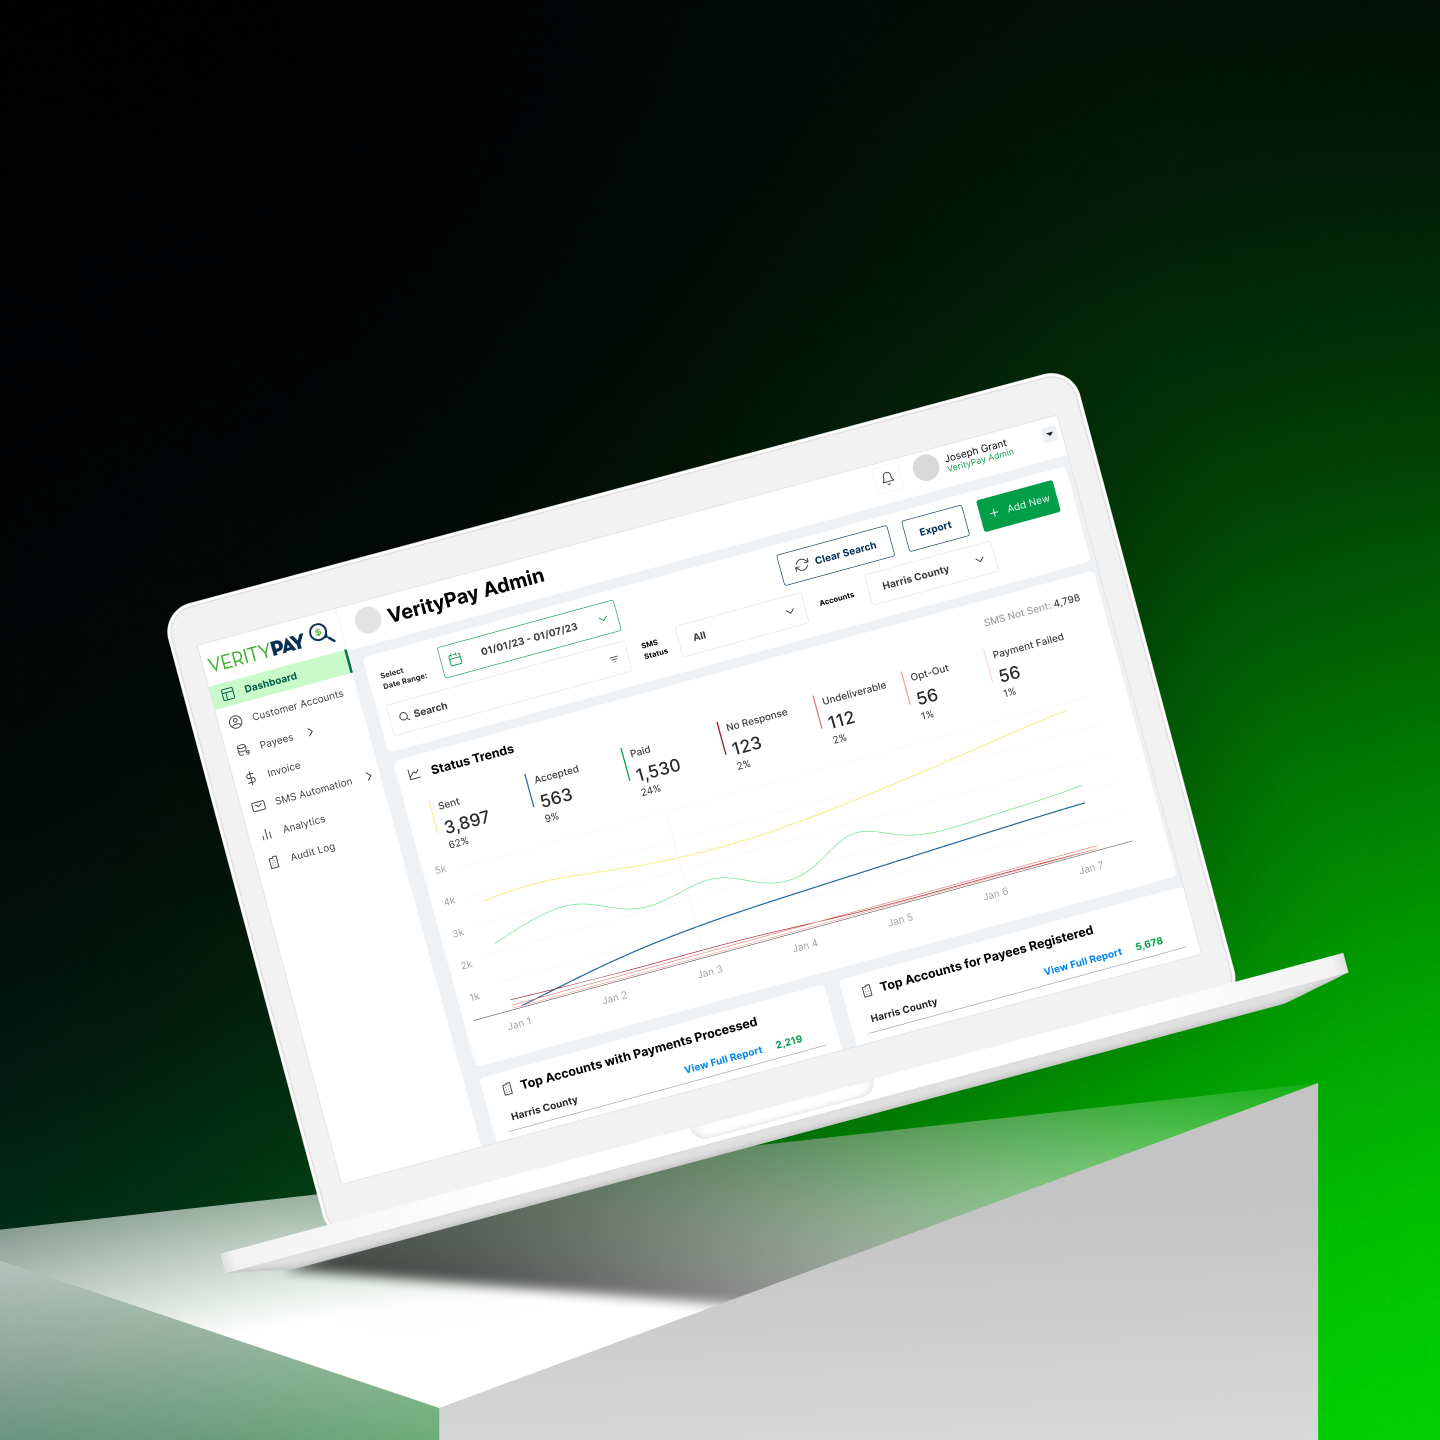 Joseph Grant
VerityPay Admin
VERITYPAY
VerityPay Admin
Clear Search
Export
Add New
Select
Date Range:
01/01/23 - 01/07/23
SMS
Status
All
Accounts
Harris County
Search
Dashboard
Customer Accounts
Payees
Invoice
SMS Automation
Analytics
Audit Log
Status Trends
SMS Not Sent: 4,798
Sent
3,897
62%
Accepted
563
9%
Paid
1,530
24%
No Response
123
2%
Undeliverable
112
2%
Opt-Out
56
1%
Payment Failed
56
1%
5k
4k
3k
2k
1k
Jan 1
Jan 2
Jan 3
Jan 4
Jan 5
Jan 6
Jan 7
Top Accounts with Payments Processed
View Full Report
Harris County
2,219
Top Accounts for Payees Registered
View Full Report
Harris County
5,678